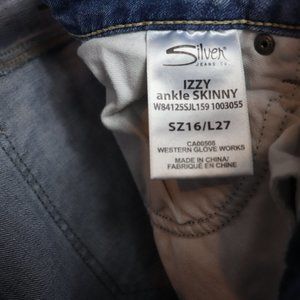 Silver
JEANS CO
IZZY
ankle SKINNY
W8412SSJL159 1003055
SZ16/L27
CA00508
WESTERN GLOVE WORKS
MADE IN CHINA/
FABRIQUÉ EN CHINE